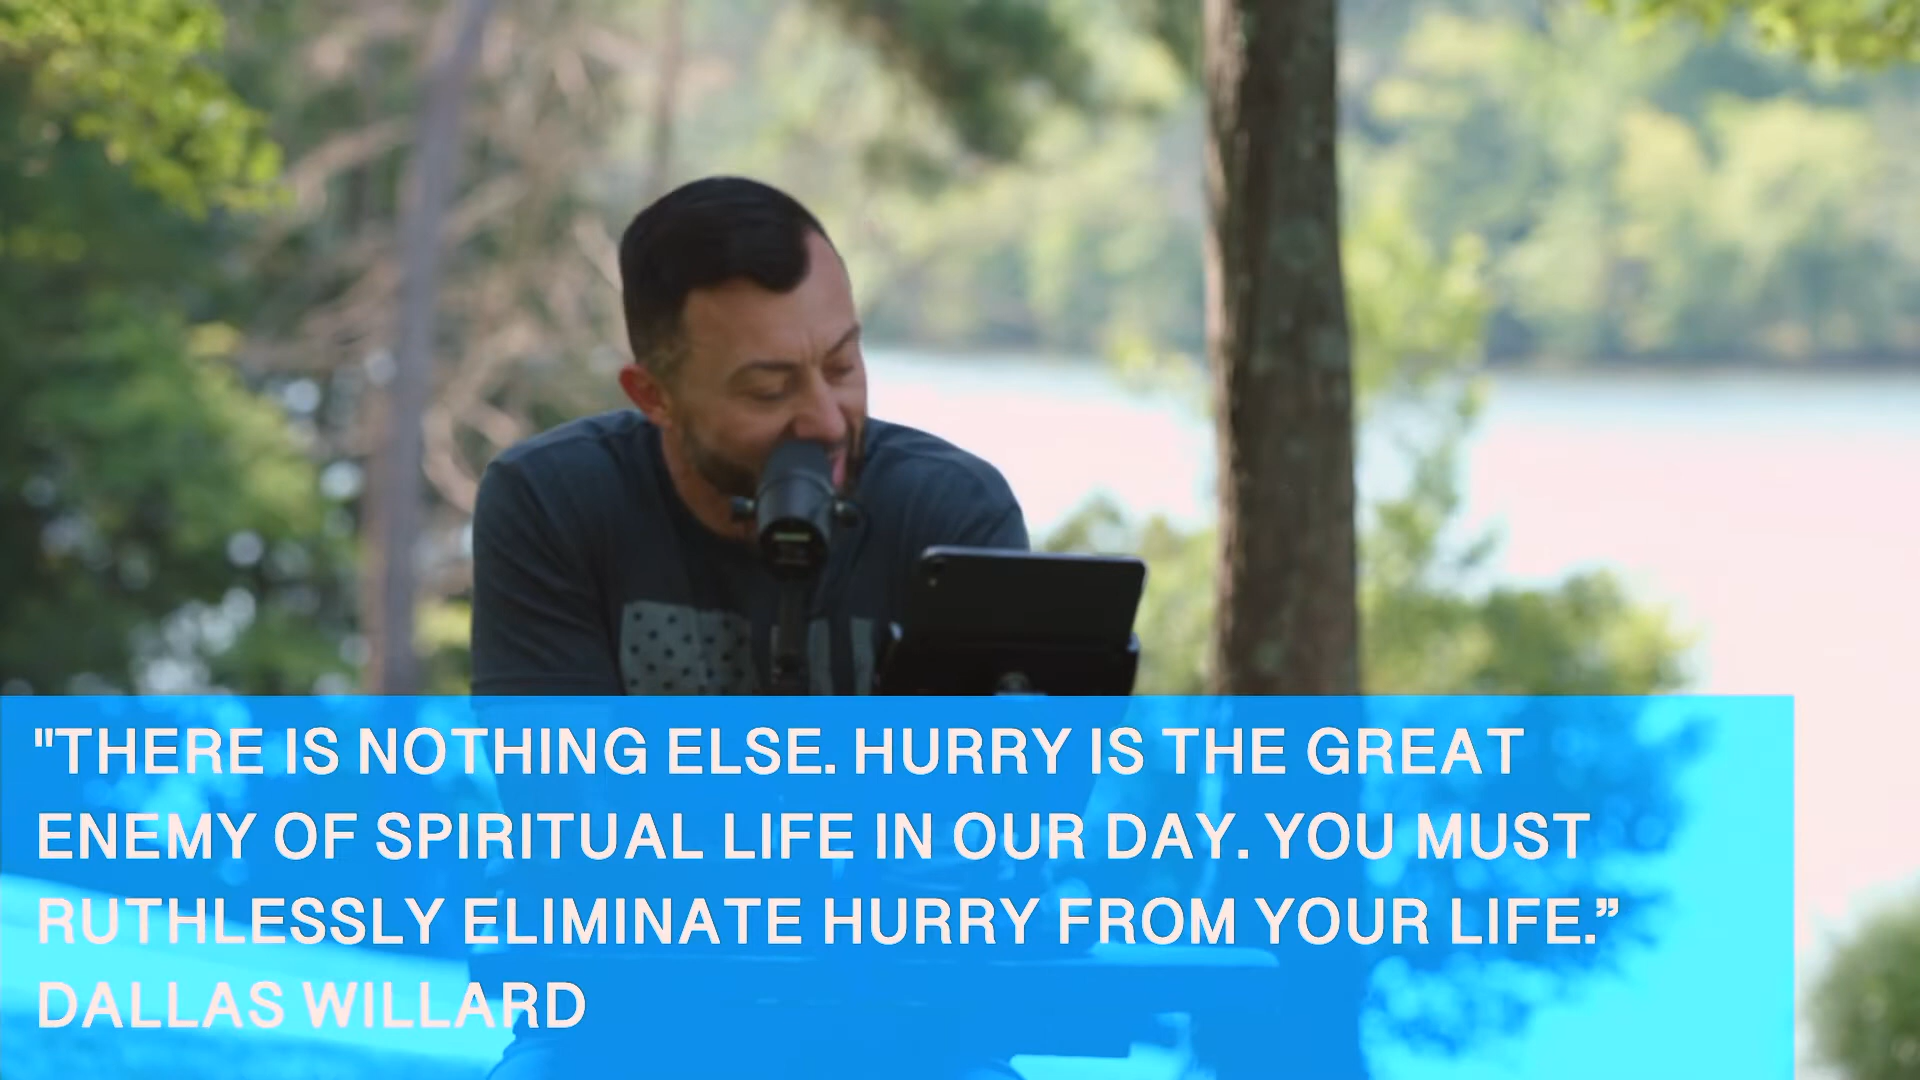 "THERE IS NOTHING ELSE. HURRY IS THE GREAT
ENEMY OF SPIRITUAL LIFE IN OUR DAY. YOU MUST
RUTHLESSLY ELIMINATE HURRY FROM YOUR LIFE.”
DALLAS WILLARD